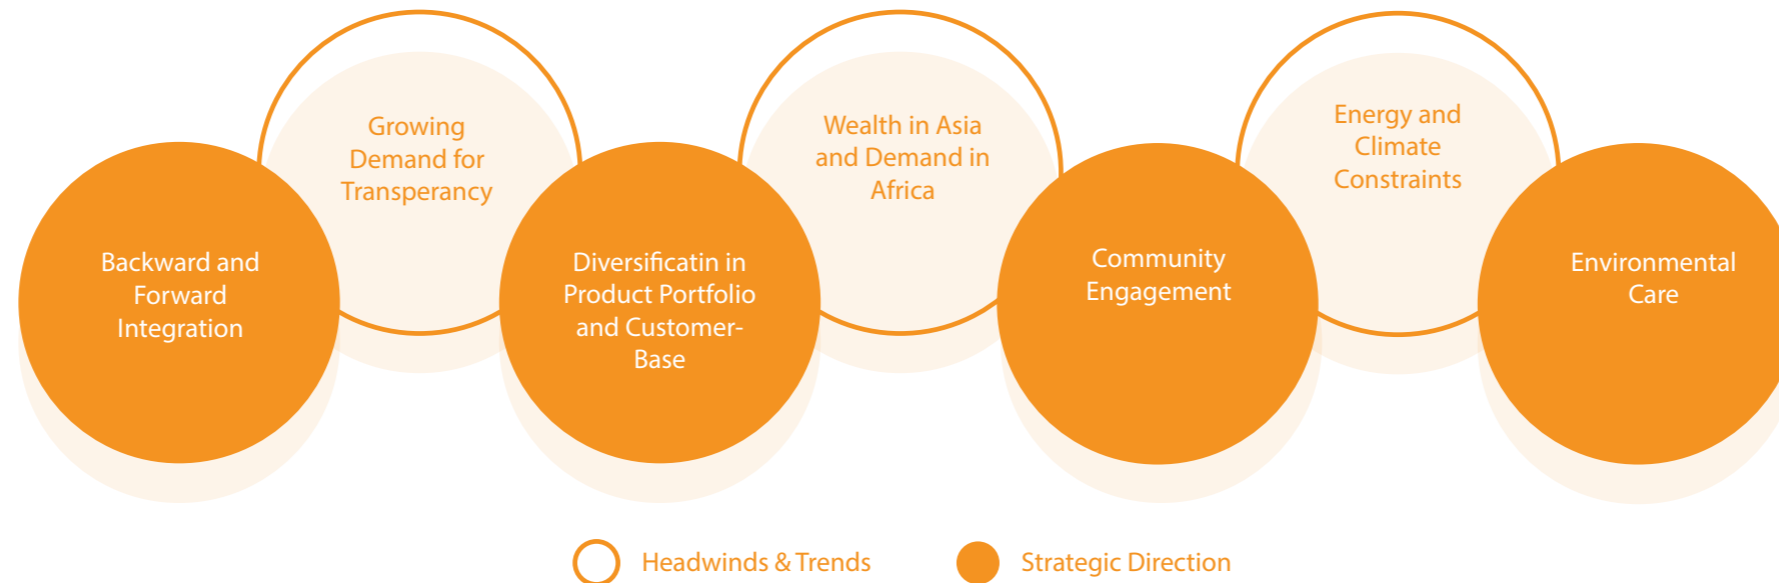 Backward and
Forward
Integration
Growing
Demand for
Transperancy
Diversificatin in
Product Portfolio
and Customer-
Base
Wealth in Asia
and Demand in
Africa
Community
Engagement
Energy and
Climate
Constraints
Environmental
Care
Headwinds & Trends
Strategic Direction